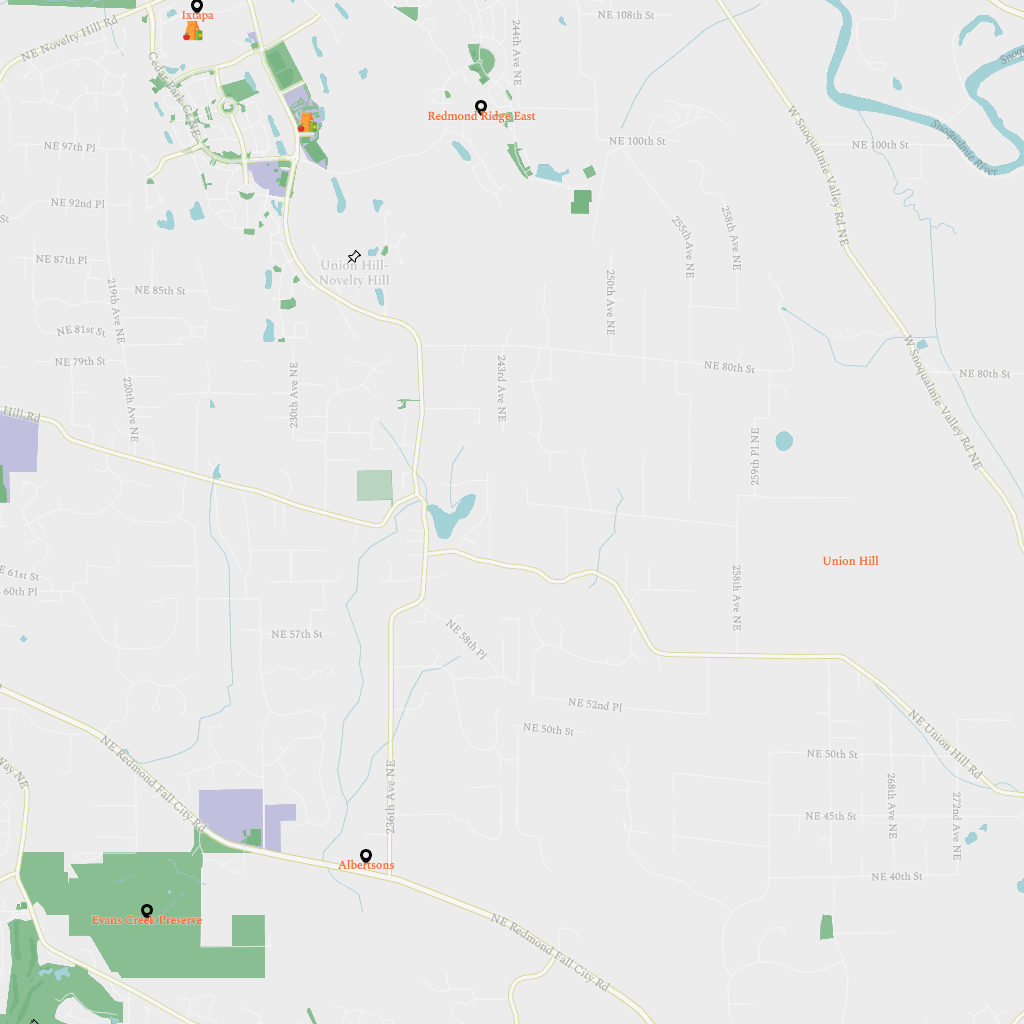 Ixtapa
NE Novelty Hill Rd
NE 108th St
244th Ave NE
Cedar Park Cr NE
C
Redmond Ridge East
W Snoqualmie Valley Rd NE
Snoqualmie River
NE 97th Pl
NE 100th St
NE 100th St
NE 92nd Pl
St
255th Ave NE
258th Ave NE
NE 87th Pl
Union Hill-
Novelty Hill
NE 85th St
219th Ave NE
250th Ave NE
NE 81st St
NE 79th St
NE 80th St
NE 80th St
220th Ave NE
230th Ave NE
243rd Ave NE
W Snoqualmie Valley Rd NE
Hill Rd
259th Pl NE
Union Hill
NE 61st St
60th Pl
258th Ave NE
NE 57th St
NE 58th Pl
NE 52nd Pl
NE 50th St
NE Union Hill Rd
NE 50th St
NE Redmond Fall City Rd
Way NE
236th Ave NE
268th Ave NE
272nd Ave NE
NE 45th St
Albertsons
NE 40th St
Evans Creek Preserve
NE Redmond Fall City Rd